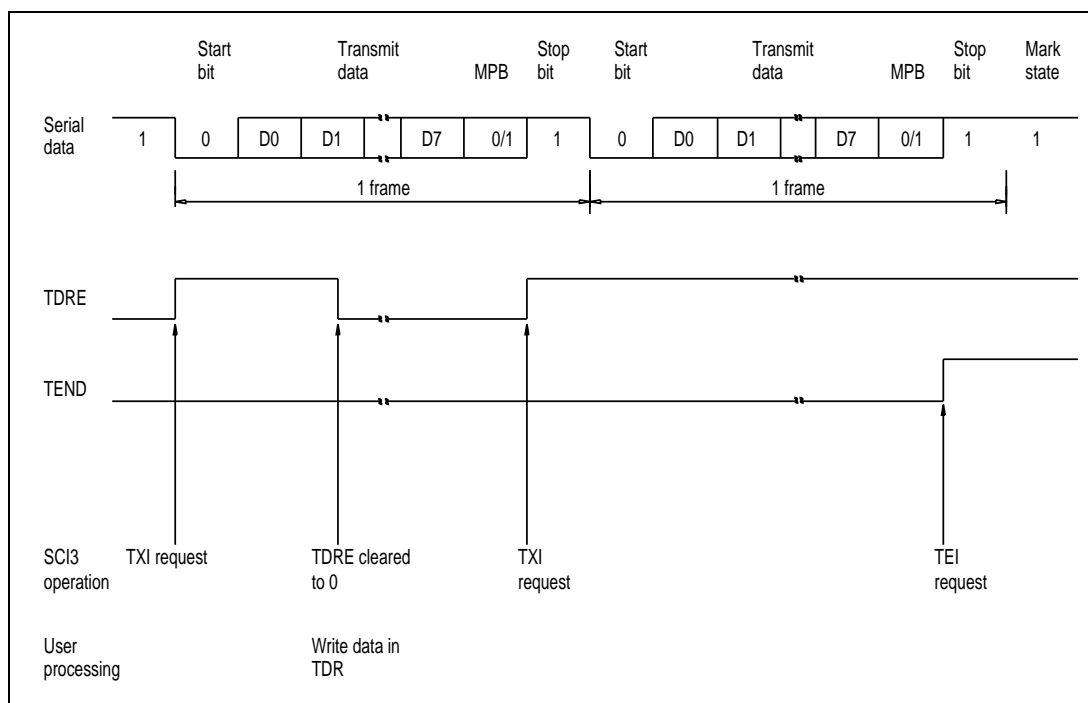 Start Transmit Stop Start Transmit Stop Mark
bit data MPB bit bit data MPB bit state
Serial
data
1 0 D0 D1 D7 0/1 1 0 D0 D1 D7 0/1 1 1
1 frame 1 frame
TDRE
TEND
SCI3 TXI request TDRE cleared TXI TEI
operation to 0 request request
User Write data in
processing TDR